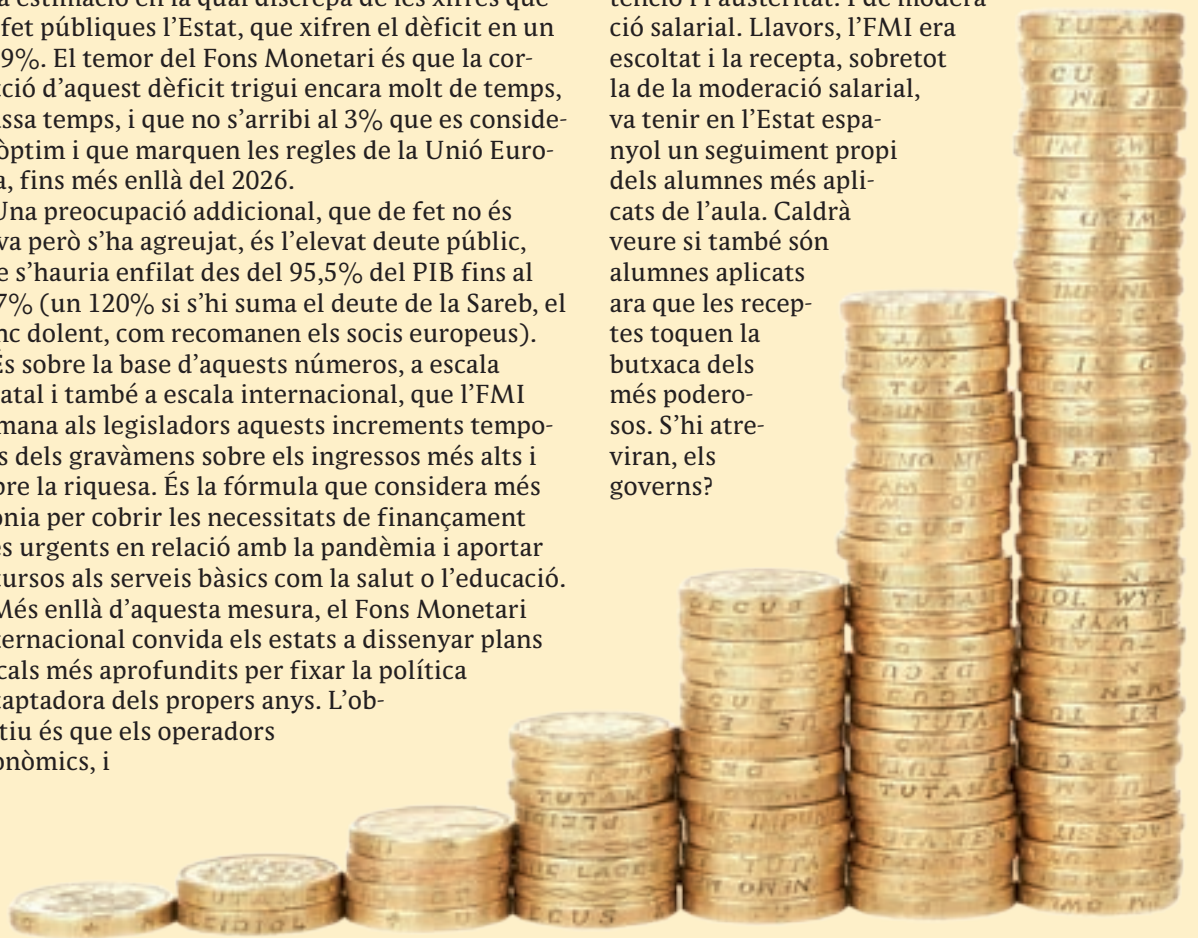 a estimació en la qual discrepa de les xifres que
fet públiques l'Estat, que xifren el dèficit en un
9%. El temor del Fons Monetari és que la cor-
ció d'aquest dèficit trigui encara molt de temps,
ssa temps, i que no s'arribi al 3% que es conside-
òptim i que marquen les regles de la Unió Euro-
a, fins més enllà del 2026.
Una preocupació addicional, que de fet no és
va però s'ha agreujat, és l'elevat deute públic,
e s'hauria enfilat des del 95,5% del PIB fins al
7% (un 120% si s'hi suma el deute de la Sareb, el
nc dolent, com recomanen els socis europeus).
És sobre la base d'aquests números, a escala
atal i també a escala internacional, que l'FMI
mana als legisladors aquests increments tempo-
s dels gravàmens sobre els ingressos més alts i
bre la riquesa. És la fórmula que considera més
ònia per cobrir les necessitats de finançament
és urgents en relació amb la pandèmia i aportar
cursos als serveis bàsics com la salut o l'educació.
Més enllà d'aquesta mesura, el Fons Monetari
ternacional convida els estats a dissenyar plans
cals més aprofundits per fixar la política
captadora dels propers anys. L'ob-
tiu és que els operadors
onòmics, i
tenció i austeritat. I de modera-
ció salarial. Llavors, l'FMI era
escoltat i la recepta, sobretot
la de la moderació salarial,
va tenir en l'Estat espa-
nyol un seguiment propi
dels alumnes més apli-
cats de l'aula. Caldrà
veure si també són
alumnes aplicats
ara que les recep-
tes toquen la
butxaca dels
més podero-
sos. S'hi atre-
viran, els
governs?